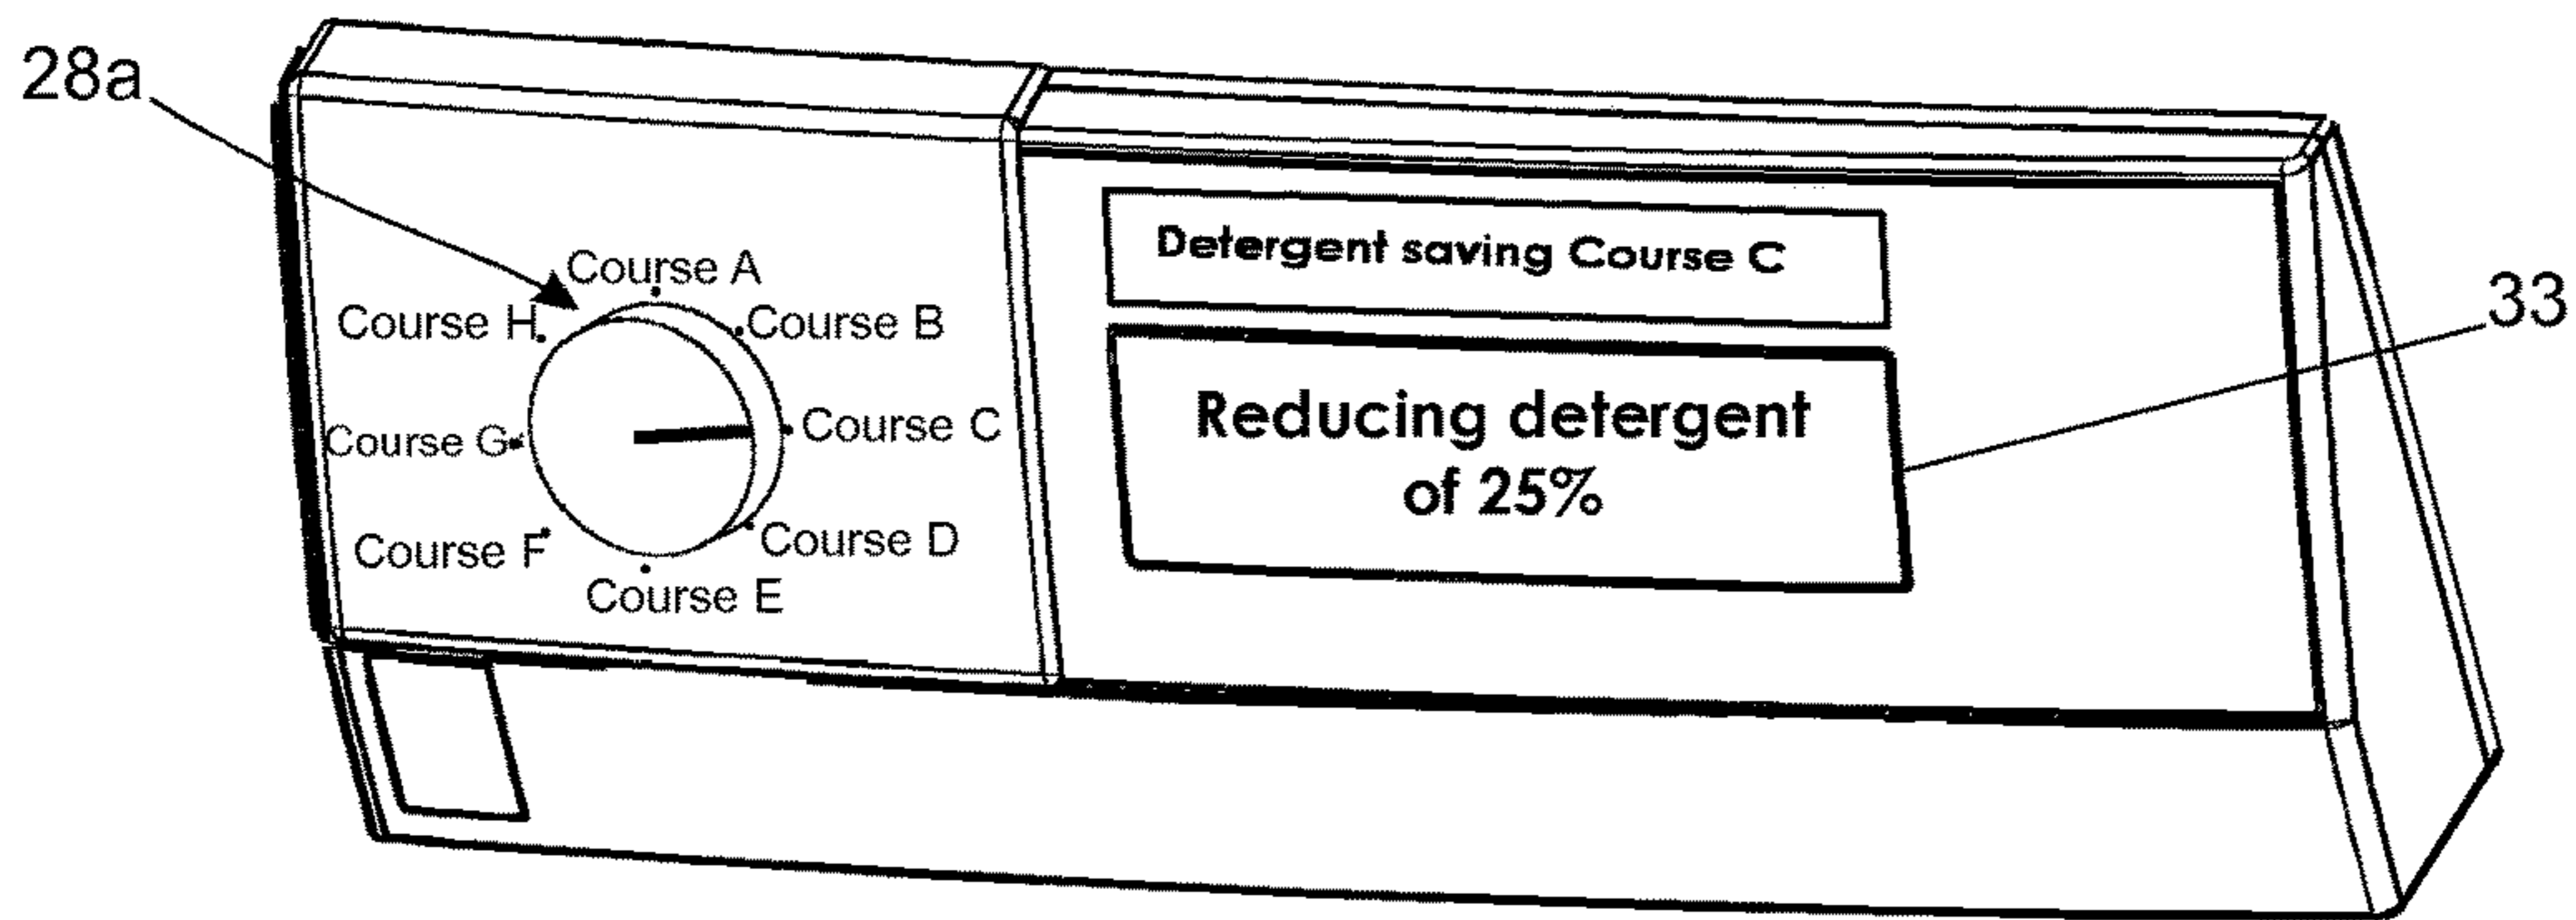 28a
Course A
Course H
Course B
Course G
Course C
Course F
Course D
Course E
Detergent saving Course C
Reducing detergent
of 25%
33